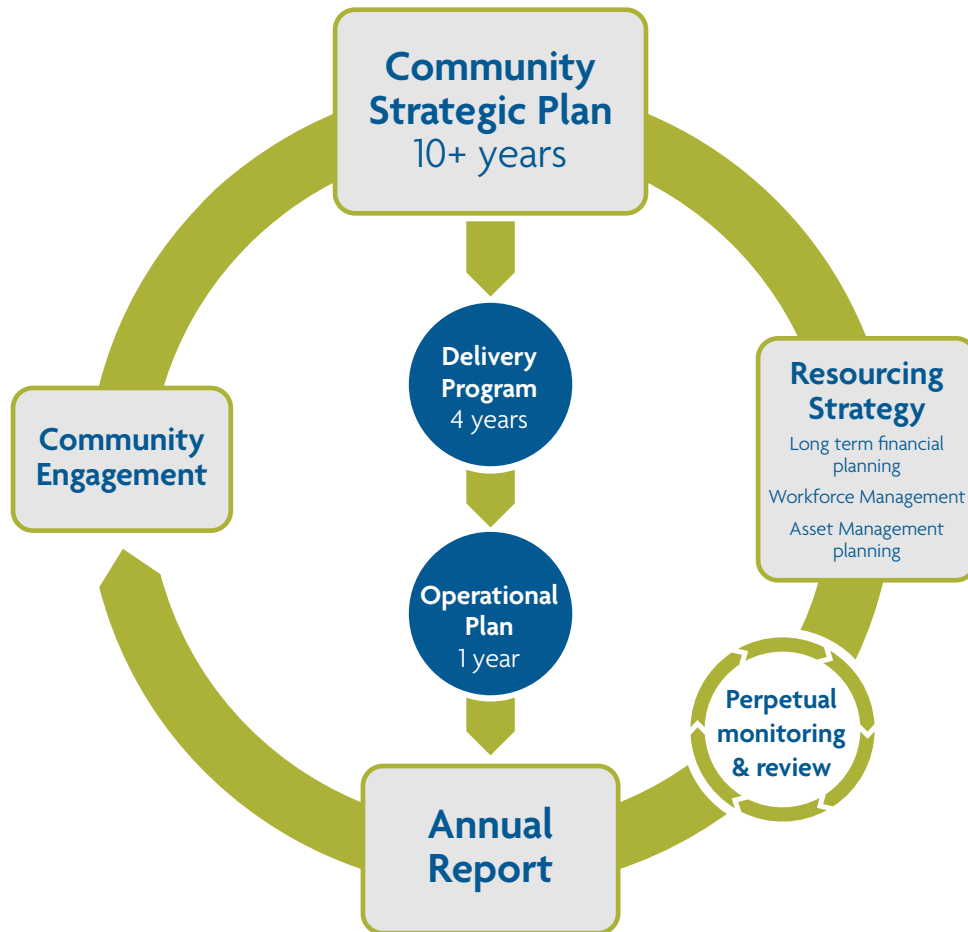 Community
Strategic Plan
10+ years
Delivery
Program
4 years
Community
Engagement
Resourcing
Strategy
Long term financial
planning
Workforce Management
Asset Management
planning
Operational
Plan
1 year
Perpetual
monitoring
& review
Annual
Report